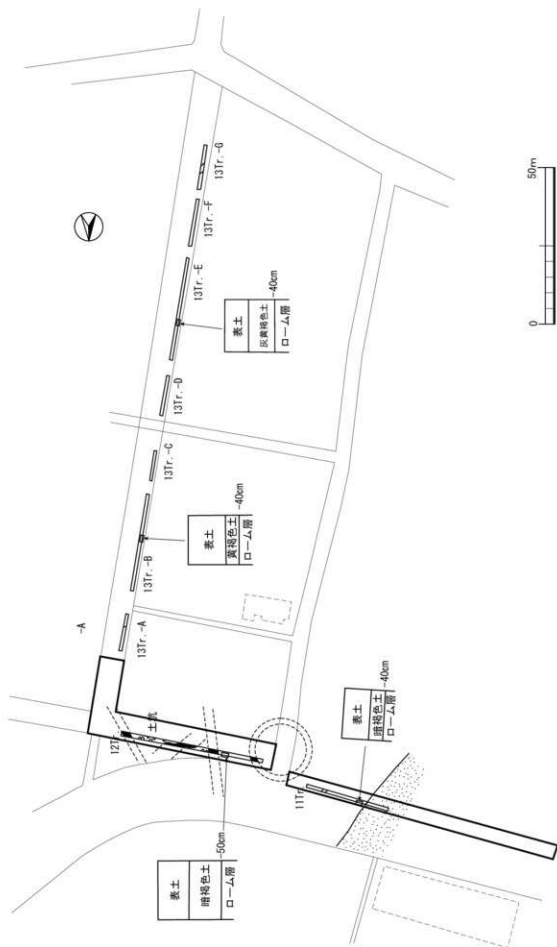 13Tr.-G
13Tr.-F
13Tr.-E
表土
灰黄褐色土
ローム層
-40cm
13Tr.-D
13Tr.-C
表土
黄褐色土
ローム層
-40cm
13Tr.-B
13Tr.-A
-A
12Tr.
土坑
表土
暗褐色土
ローム層
-50cm
11Tr.
表土
暗褐色土
ローム層
-40cm
0
50m